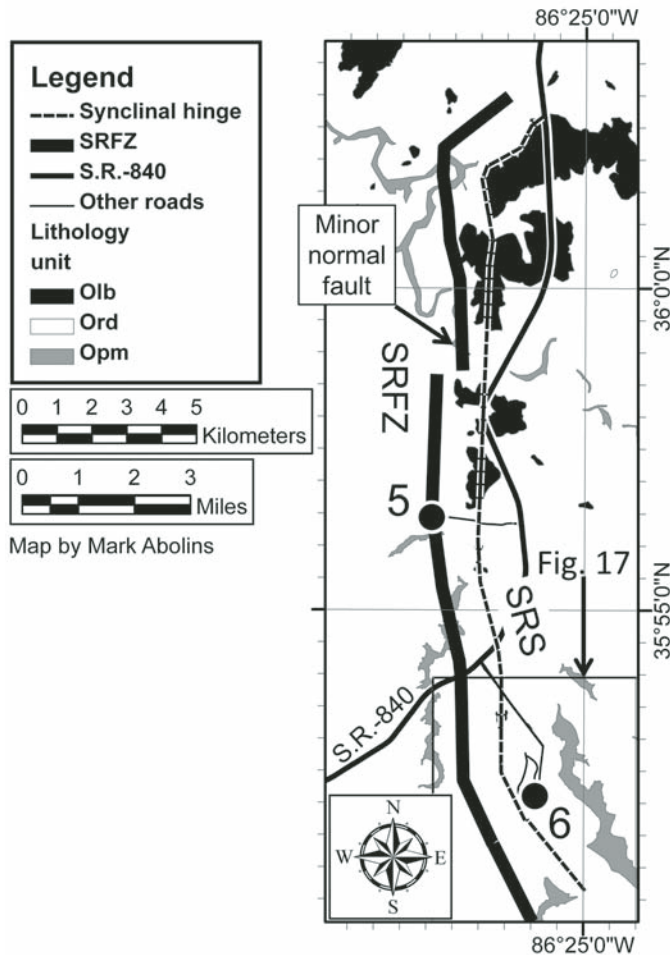 86°25'0"W
Legend
Synclinal hinge
SRFZ
S.R.-840
Other roads
Lithology
unit
Olb
Ord
Opm
0 1 2 3 4 5
Kilometers
0 1 2 3
Miles
Map by Mark Abolins
Minor
normal
fault
36°0'0"N
SRFZ
5
Fig. 17
SRS
35°55'0"N
S.R.-840
6
N
W E
S
86°25'0"W